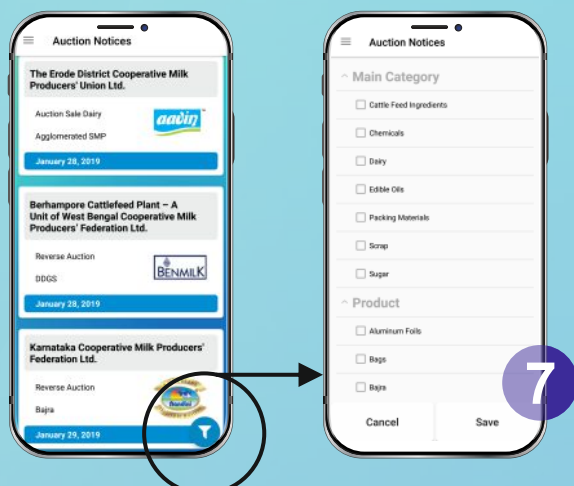 Auction Notices
The Erode District Cooperative Milk
Producers' Union Ltd.
Auction Sale Dairy
aavin
Agglomerated SMP
January 28, 2019
Berhampore Cattlefeed Plant – A
Unit of West Bengal Cooperative Milk
Producers' Federation Ltd.
Reverse Auction
BENMILK
DDGS
January 28, 2019
Karnataka Cooperative Milk Producers'
Federation Ltd.
Reverse Auction
Nandini
Bajra
January 29, 2019
Auction Notices
Main Category
Cattle Feed Ingredients
Chemicals
Dairy
Edible Oils
Packing Materials
Scrap
Sugar
Product
Aluminum Foils
Bags
Bajra
Cancel Save
7